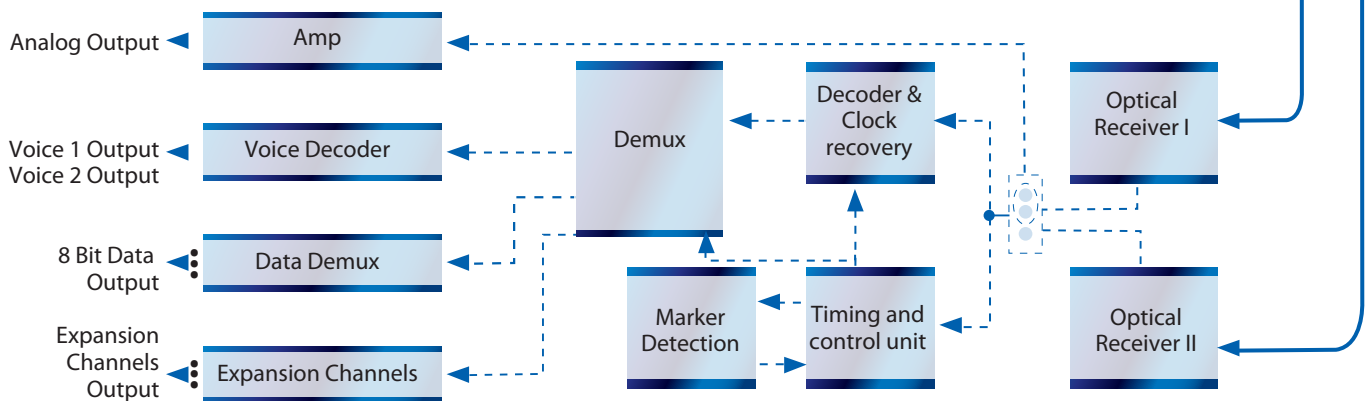 Analog Output
Amp
Voice 1 Output
Voice 2 Output
Voice Decoder
8 Bit Data
Output
Data Demux
Expansion
Channels
Output
Expansion Channels
Demux
Decoder &
Clock
recovery
Marker
Detection
Timing and
control unit
Optical
Receiver I
Optical
Receiver II